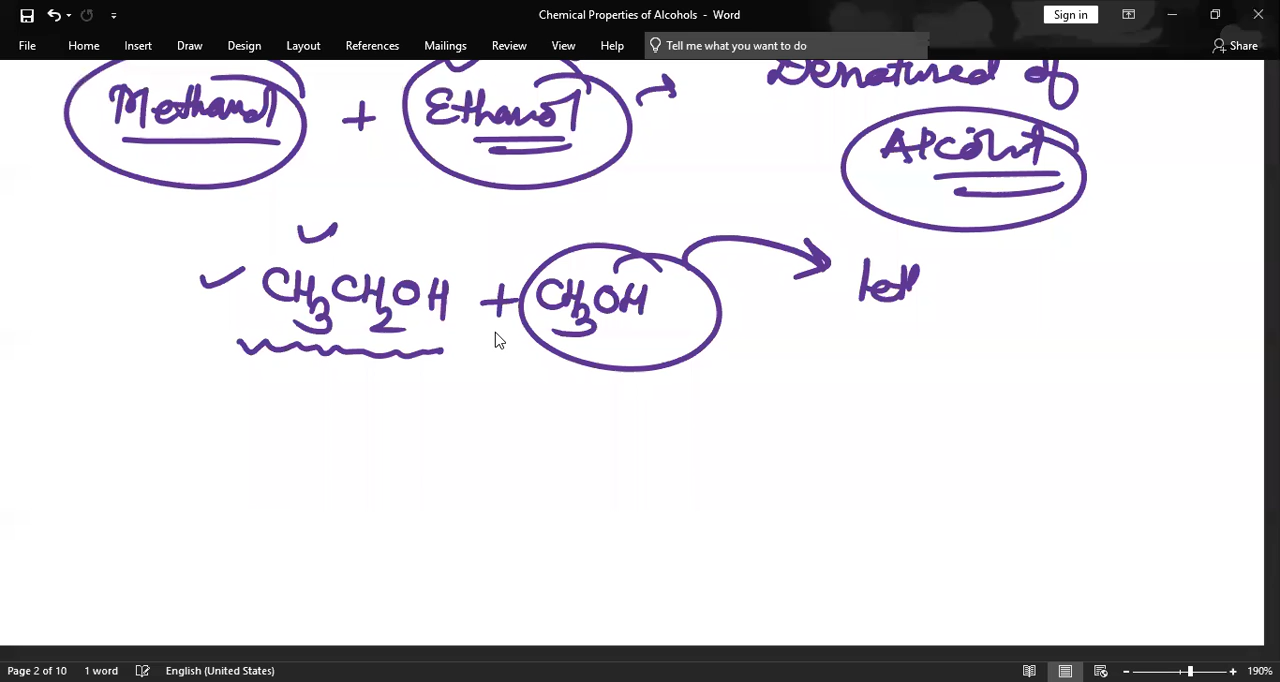 Chemical Properties of Alcohols - Word
Sign in
File Home Insert Draw Design Layout References Mailings Review View Help Tell me what you want to do Share
Denatured of
Methanol + Ethanol
Alcohol
CH3CH2OH + CH3OH
Page 2 of 10 1 word English (United States) 190%